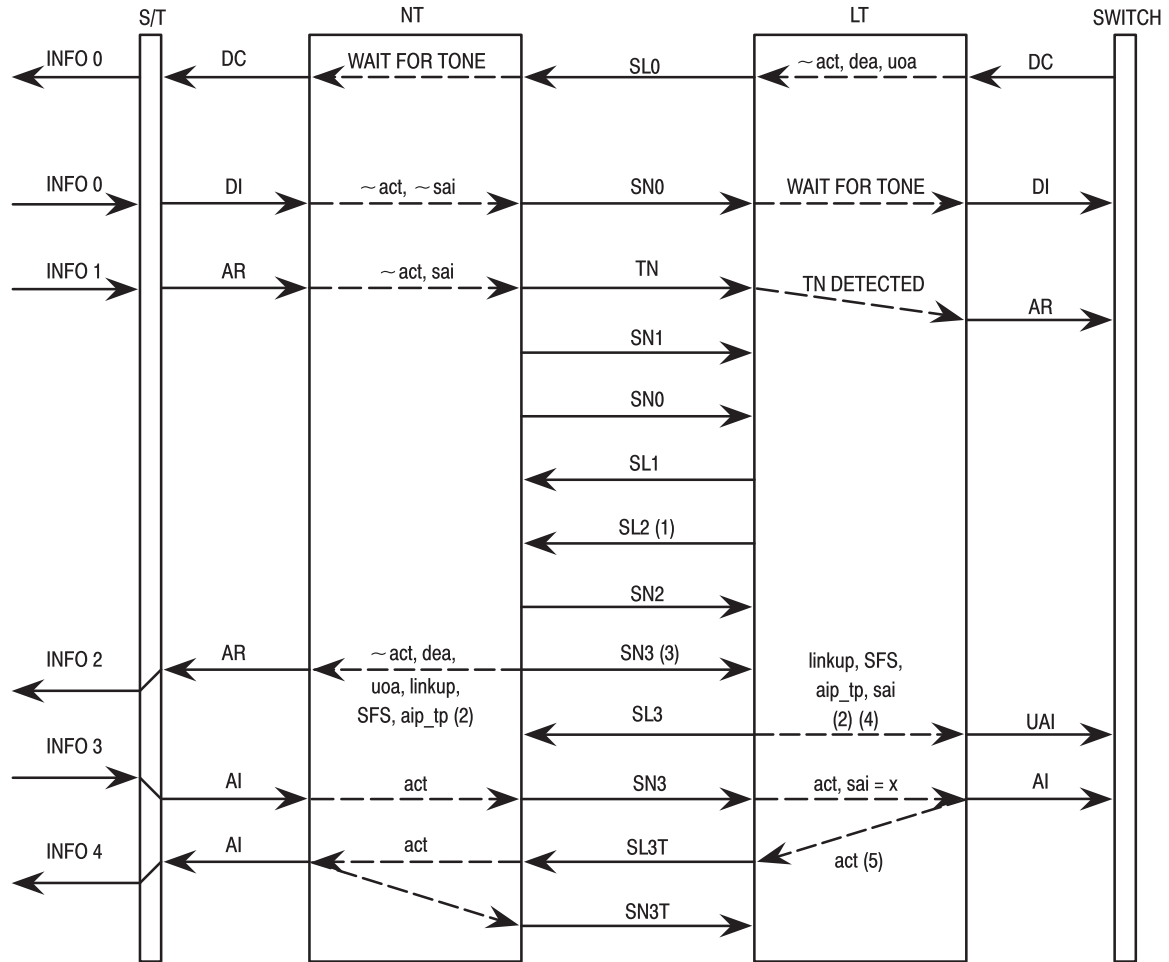 S/T
NT
LT
SWITCH
INFO 0
DC
WAIT FOR TONE
SL0
~act, dea, uoa
DC
INFO 0
DI
~act, ~sai
SN0
WAIT FOR TONE
DI
INFO 1
AR
~act, sai
TN
TN DETECTED
AR
SN1
SN0
SL1
SL2 (1)
SN2
INFO 2
AR
~act, dea,
uoa, linkup,
SFS, aip_tp (2)
SN3 (3)
linkup, SFS,
aip_tp, sai
(2) (4)
SL3
UAI
INFO 3
AI
act
SN3
act, sai = x
AI
INFO 4
AI
act
SL3T
act (5)
SN3T